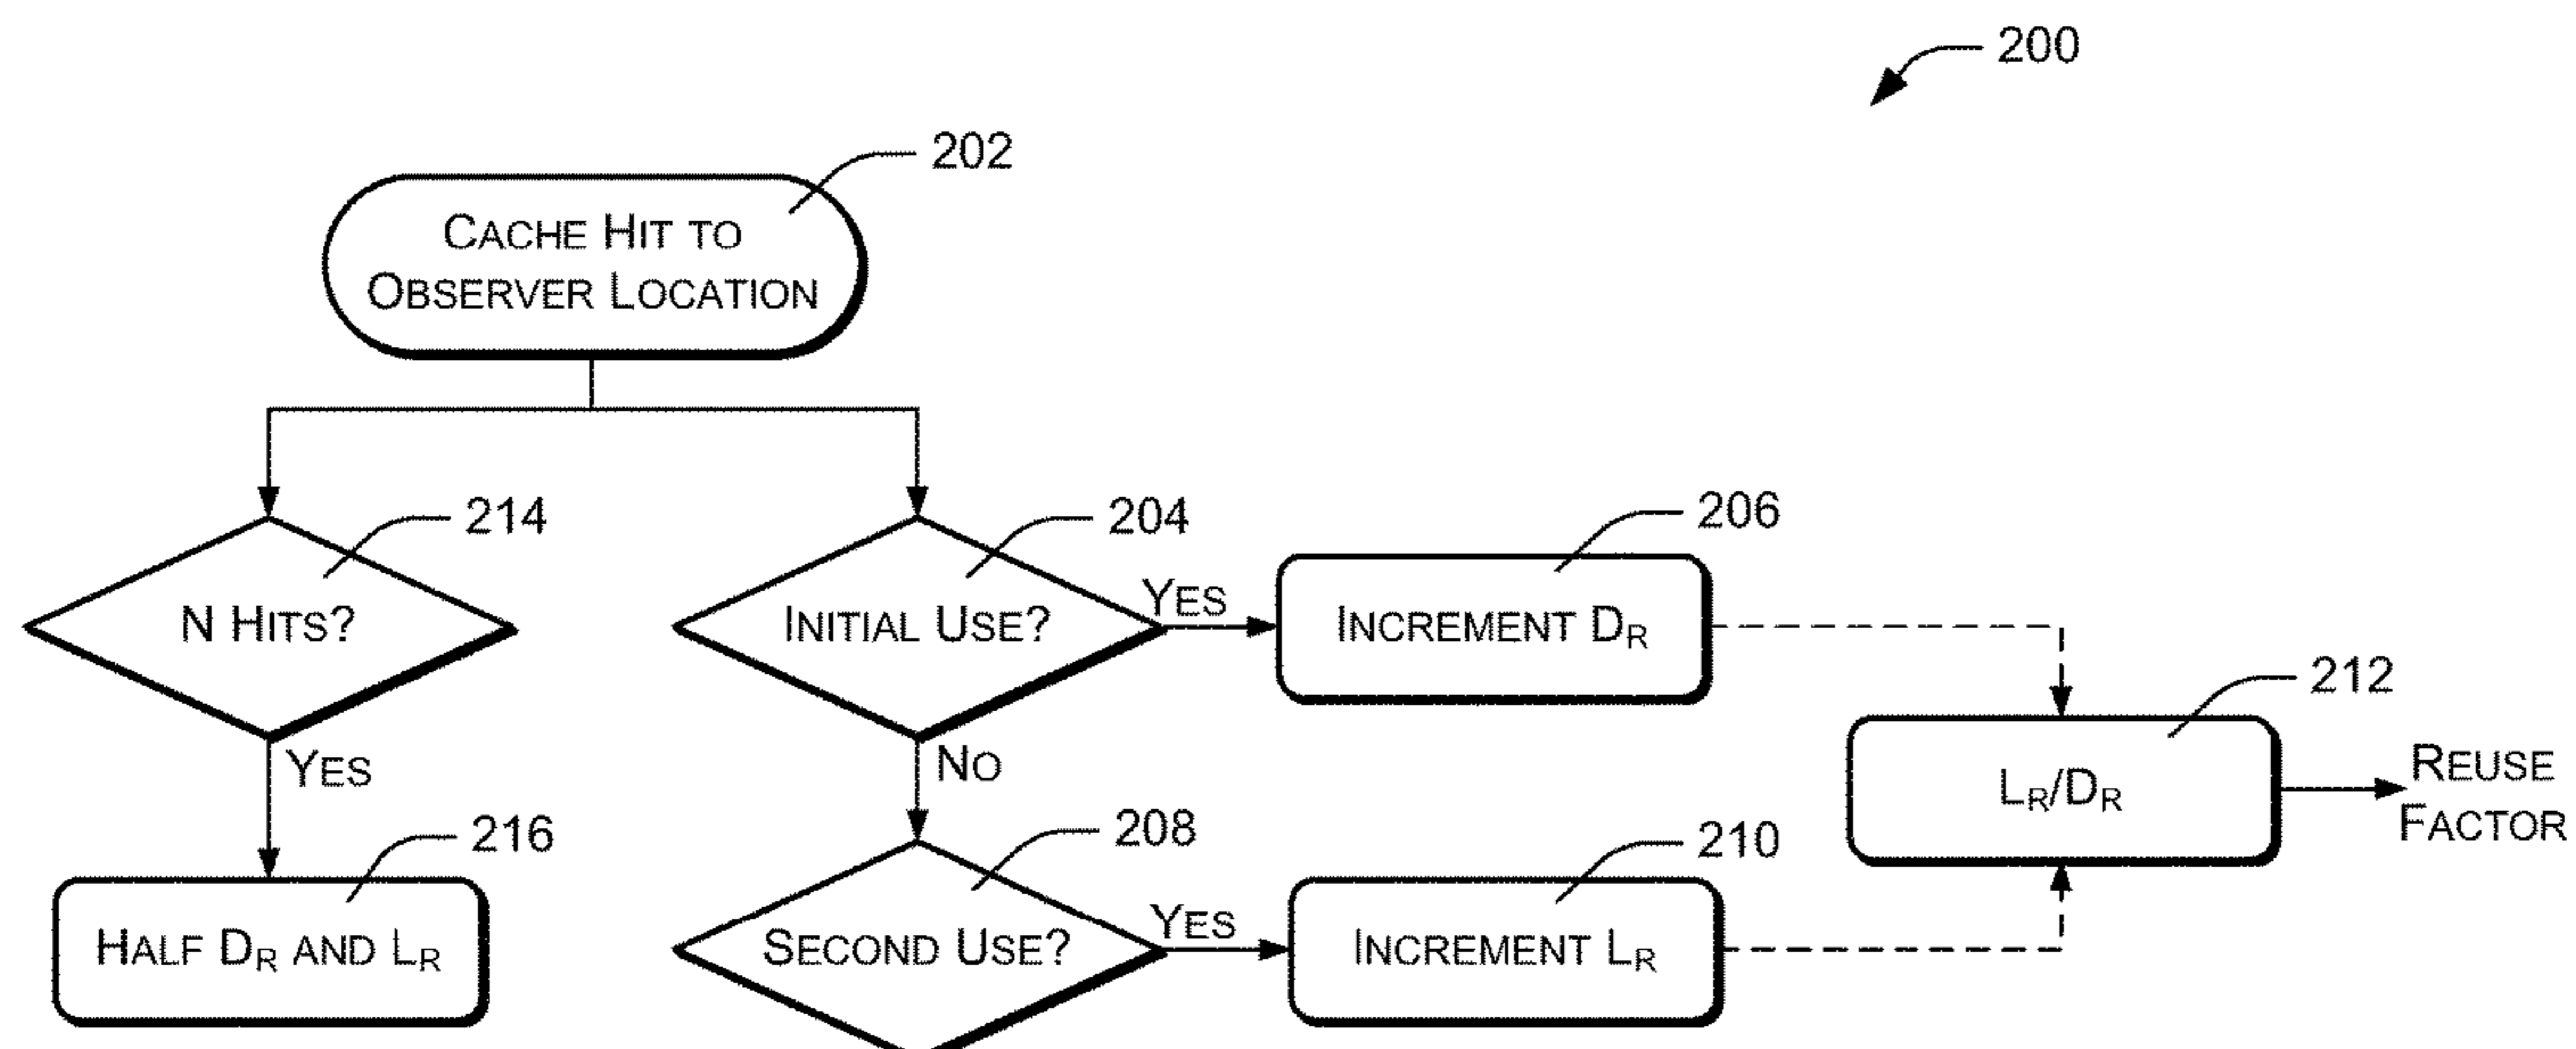 200
202
CACHE HIT TO
OBSERVER LOCATION
214
204
206
N HITS?
INITIAL USE?
YES
INCREMENT DR
212
YES
NO
LR/DR
REUSE
FACTOR
216
208
210
HALF DR AND LR
SECOND USE?
YES
INCREMENT LR